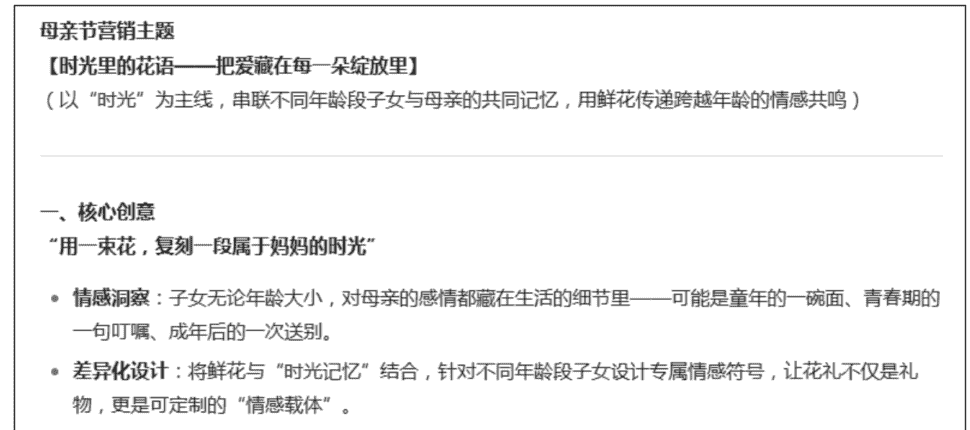 母亲节营销主题
【时光里的花语——把爱藏在每一朵绽放里】
（以“时光”为主线，串联不同年龄段子女与母亲的共同记忆，用鲜花传递跨越年龄的情感共鸣）
一、核心创意
“用一束花，复刻一段属于妈妈的时光”
• 情感洞察：子女无论年龄大小，对母亲的感情都藏在生活的细节里——可能是童年的一碗面、青春期的
一句叮嘱、成年后的一次送别。
• 差异化设计：将鲜花与“时光记忆”结合，针对不同年龄段子女设计专属情感符号，让花礼不仅是礼
物，更是可定制的“情感载体”。